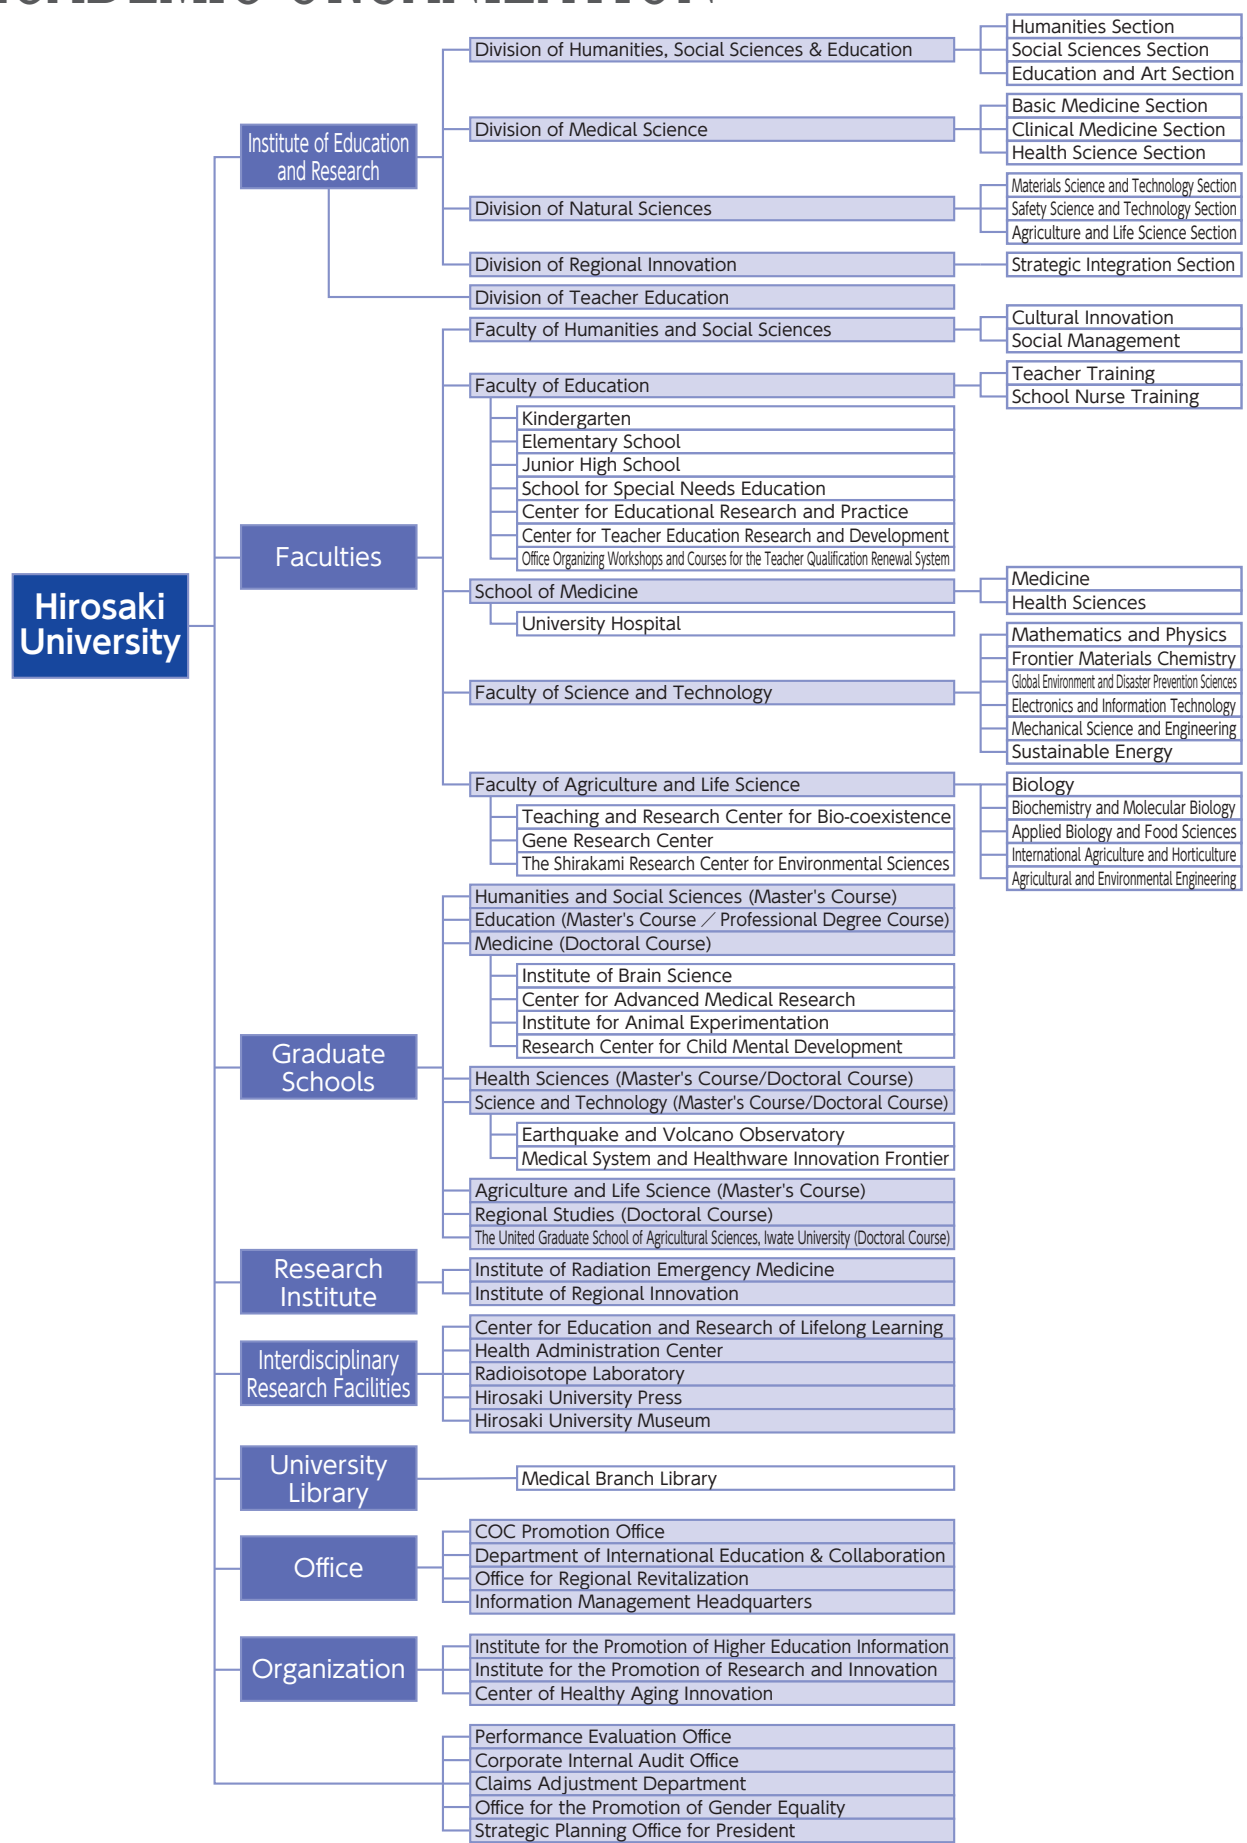 ACADEMIC ORGANIZATION
Hirosaki
University
Institute of Education
and Research
Division of Humanities, Social Sciences & Education
Humanities Section
Social Sciences Section
Education and Art Section
Division of Medical Science
Basic Medicine Section
Clinical Medicine Section
Health Science Section
Division of Natural Sciences
Materials Science and Technology Section
Safety Science and Technology Section
Agriculture and Life Science Section
Division of Regional Innovation
Strategic Integration Section
Division of Teacher Education
Faculties
Faculty of Humanities and Social Sciences
Cultural Innovation
Social Management
Faculty of Education
Teacher Training
School Nurse Training
Kindergarten
Elementary School
Junior High School
School for Special Needs Education
Center for Educational Research and Practice
Center for Teacher Education Research and Development
Office Organizing Workshops and Courses for the Teacher Qualification Renewal System
School of Medicine
Medicine
Health Sciences
University Hospital
Faculty of Science and Technology
Mathematics and Physics
Frontier Materials Chemistry
Global Environment and Disaster Prevention Sciences
Electronics and Information Technology
Mechanical Science and Engineering
Sustainable Energy
Faculty of Agriculture and Life Science
Biology
Biochemistry and Molecular Biology
Applied Biology and Food Sciences
International Agriculture and Horticulture
Agricultural and Environmental Engineering
Teaching and Research Center for Bio-coexistence
Gene Research Center
The Shirakami Research Center for Environmental Sciences
Graduate
Schools
Humanities and Social Sciences (Master's Course)
Education (Master's Course ／ Professional Degree Course)
Medicine (Doctoral Course)
Institute of Brain Science
Center for Advanced Medical Research
Institute for Animal Experimentation
Research Center for Child Mental Development
Health Sciences (Master's Course/Doctoral Course)
Science and Technology (Master's Course/Doctoral Course)
Earthquake and Volcano Observatory
Medical System and Healthware Innovation Frontier
Agriculture and Life Science (Master's Course)
Regional Studies (Doctoral Course)
The United Graduate School of Agricultural Sciences, Iwate University (Doctoral Course)
Research
Institute
Institute of Radiation Emergency Medicine
Institute of Regional Innovation
Interdisciplinary
Research Facilities
Center for Education and Research of Lifelong Learning
Health Administration Center
Radioisotope Laboratory
Hirosaki University Press
Hirosaki University Museum
University
Library
Medical Branch Library
Office
COC Promotion Office
Department of International Education & Collaboration
Office for Regional Revitalization
Information Management Headquarters
Organization
Institute for the Promotion of Higher Education Information
Institute for the Promotion of Research and Innovation
Center of Healthy Aging Innovation
Performance Evaluation Office
Corporate Internal Audit Office
Claims Adjustment Department
Office for the Promotion of Gender Equality
Strategic Planning Office for President